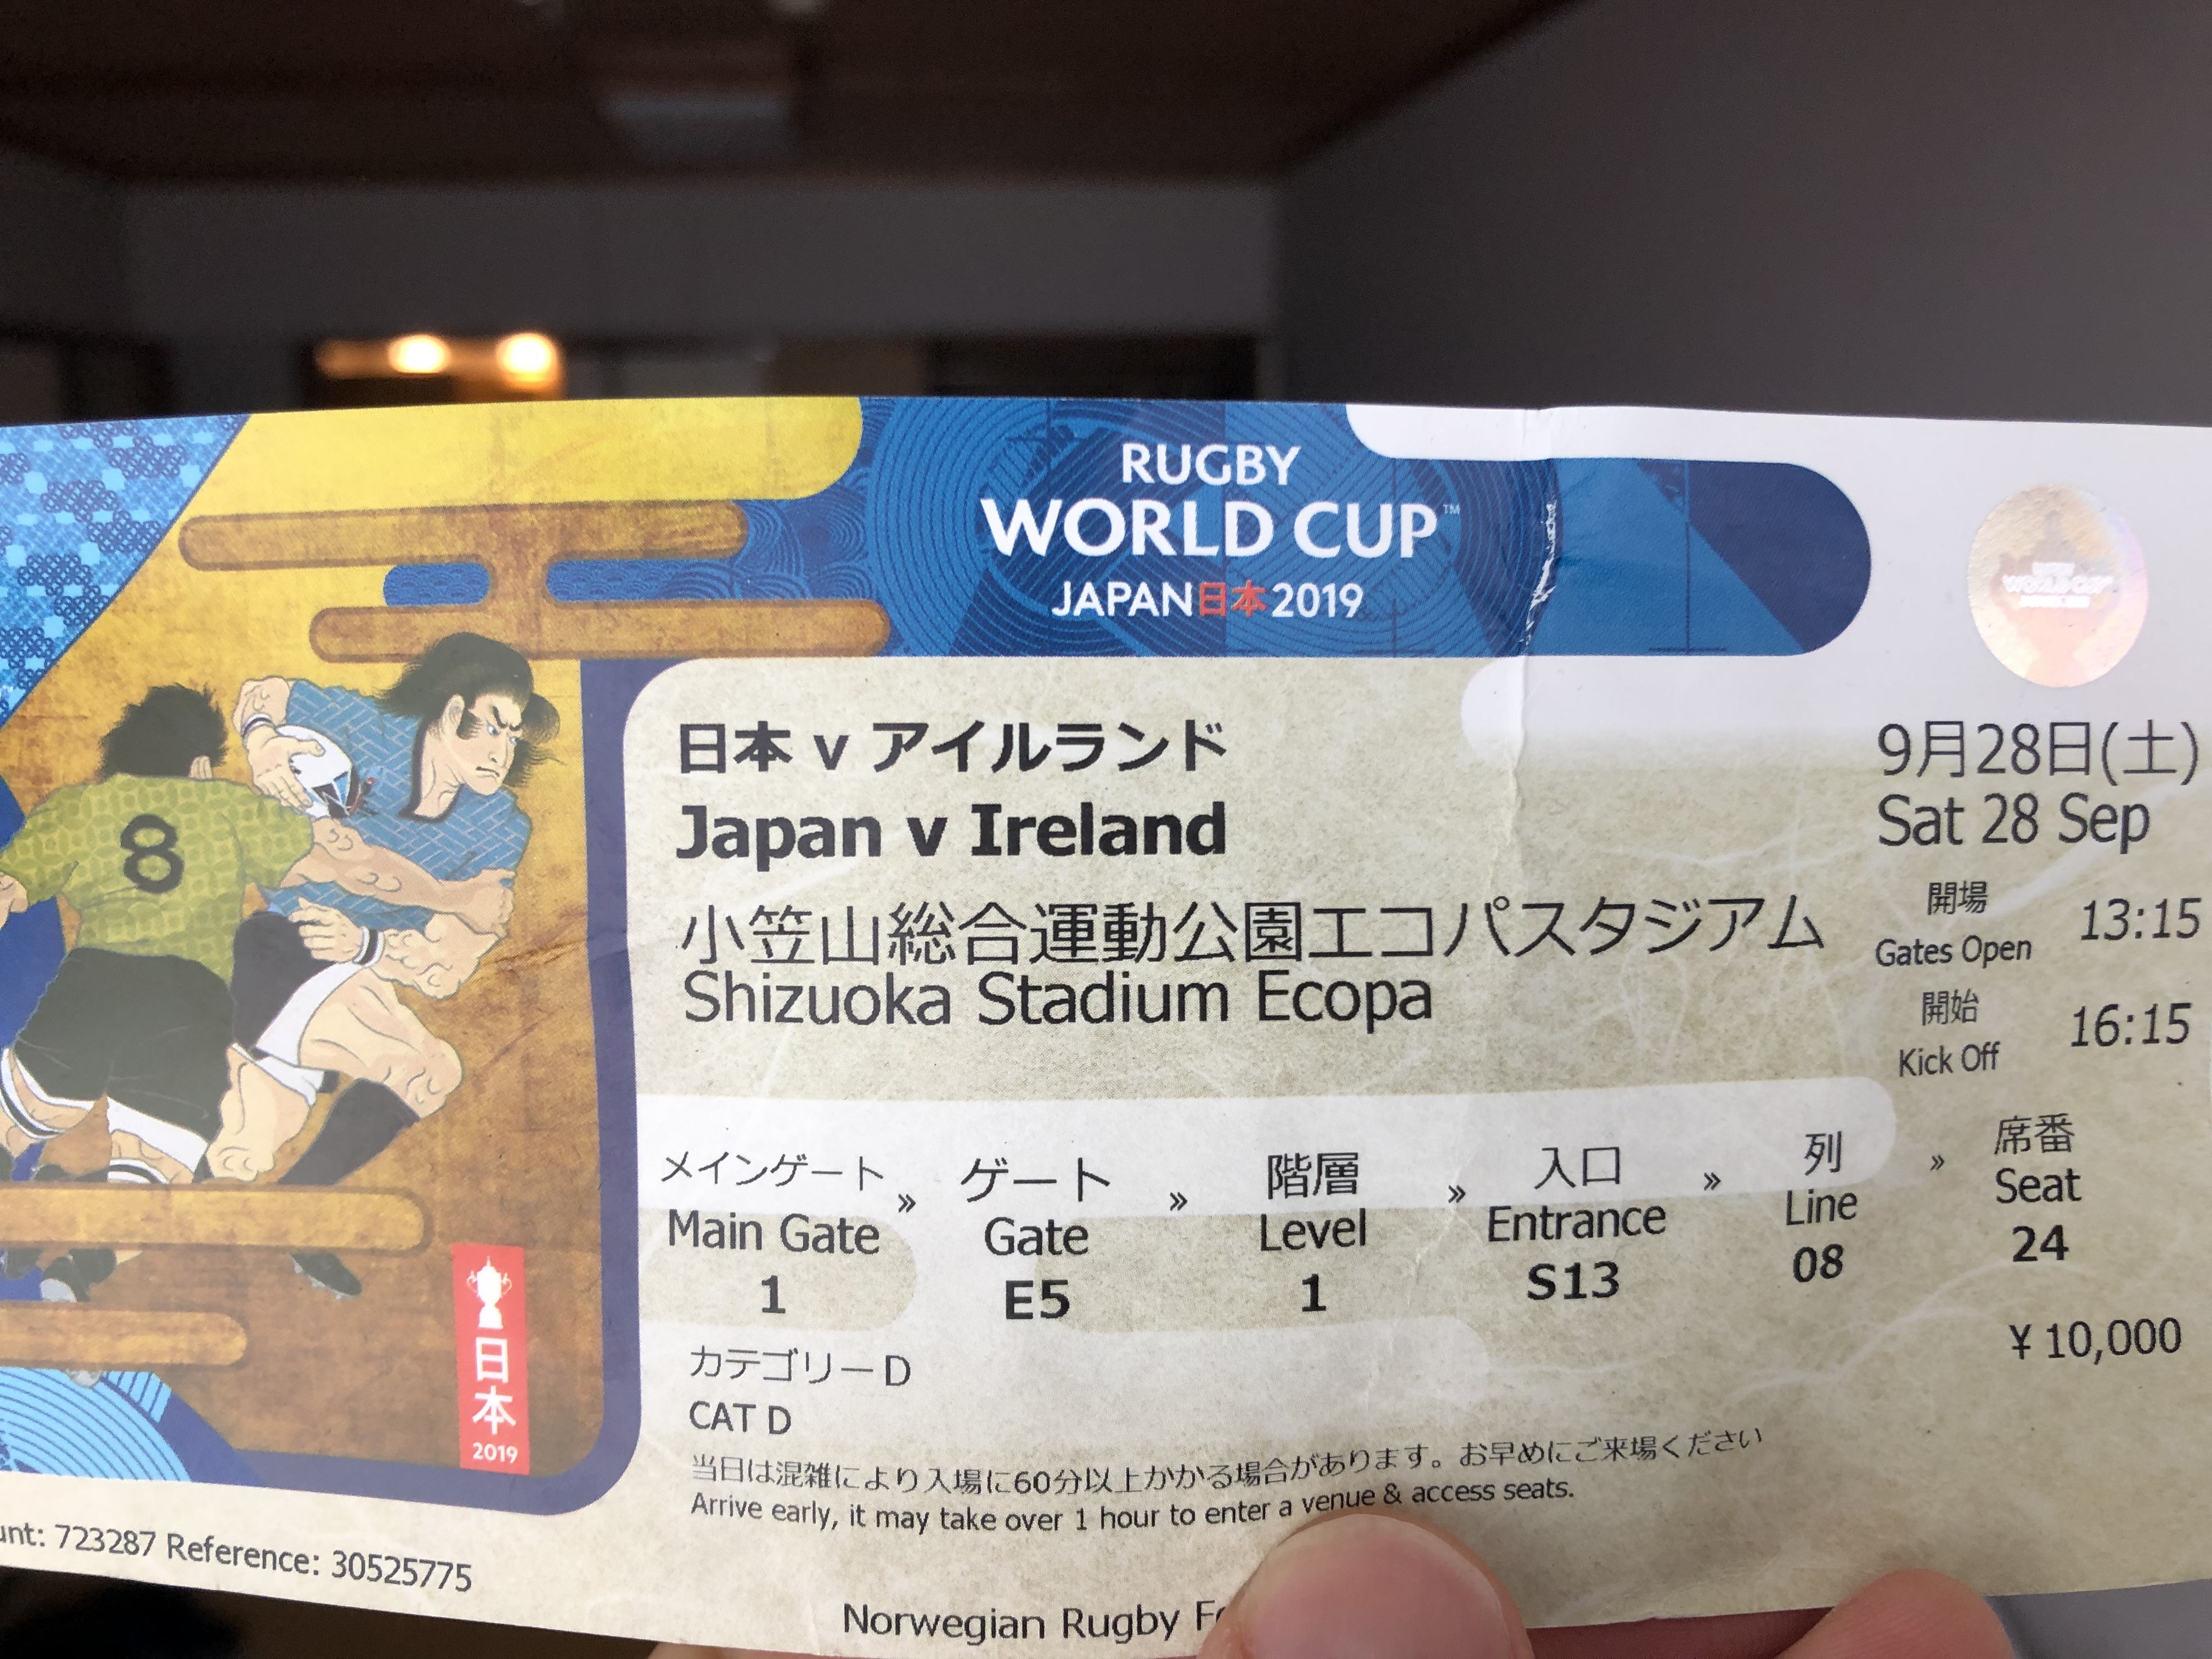 RUGBY
WORLD CUP™
JAPAN日本2019
WORLD CUP
8
日本 v アイルランド
Japan v Ireland
小笠山総合運動公園エコパスタジアム
Shizuoka Stadium Ecopa
9月28日(土)
Sat 28 Sep
開場
Gates Open 13:15
開始
Kick Off 16:15
メインゲート » ゲート » 階層 » 入口 » 列 » 席番
Main Gate Gate Level Entrance Line Seat
1 E5 1 S13 08 24
カテゴリーD
CAT D
¥ 10,000
当日は混雑により入場に60分以上かかる場合があります。お早めにご来場ください
Arrive early, it may take over 1 hour to enter a venue & access seats.
日本
2019
723287 Reference: 30525775
Norwegian Rugby